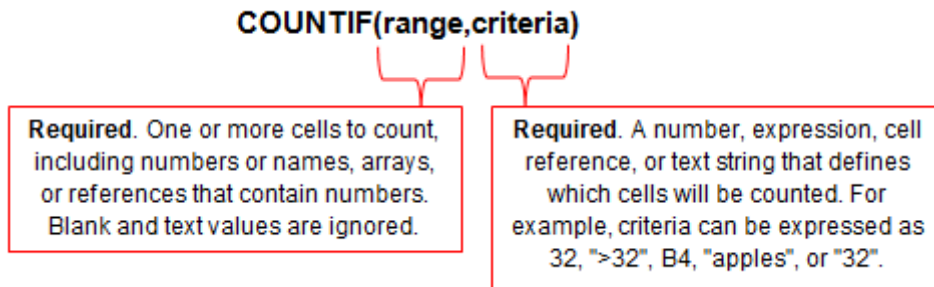 COUNTIF(range,criteria)
Required. One or more cells to count,
including numbers or names, arrays,
or references that contain numbers.
Blank and text values are ignored.
Required. A number, expression, cell
reference, or text string that defines
which cells will be counted. For
example, criteria can be expressed as
32, ">32", B4, "apples", or "32".